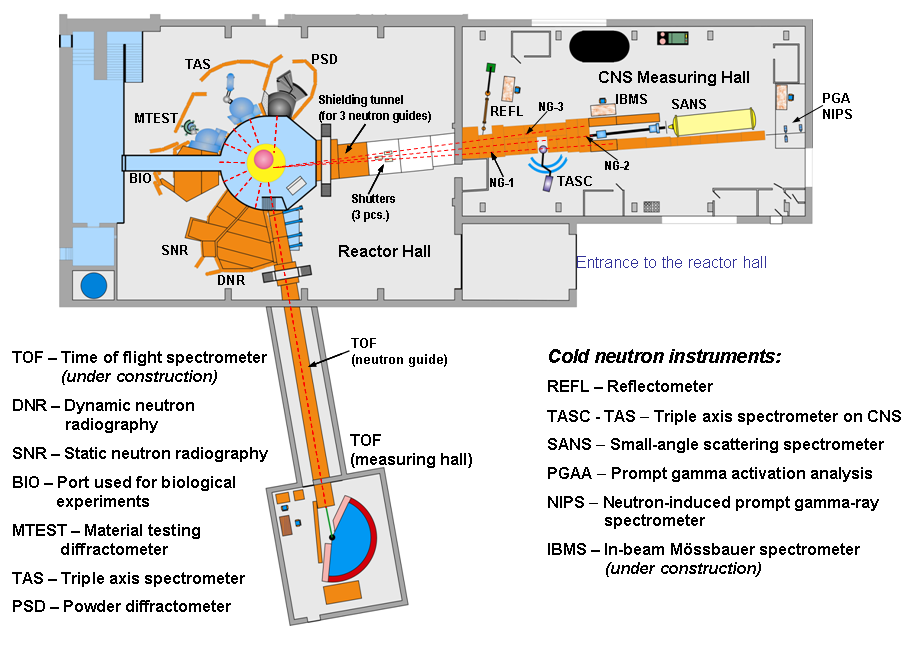 TAS
PSD
CNS Measuring Hall
Shielding tunnel
(for 3 neutron guides)
REFL
NG-3
IBMS
SANS
PGA
NIPS
MTEST
BIO
NG-1
NG-2
TASC
Shutters
(3 pcs.)
SNR
Reactor Hall
DNR
Entrance to the reactor hall
TOF
(neutron guide)
TOF
(measuring hall)
TOF – Time of flight spectrometer
(under construction)
DNR – Dynamic neutron
radiography
SNR – Static neutron radiography
BIO – Port used for biological
experiments
MTEST – Material testing
diffractometer
TAS – Triple axis spectrometer
PSD – Powder diffractometer
Cold neutron instruments:
REFL – Reflectometer
TASC - TAS – Triple axis spectrometer on CNS
SANS – Small-angle scattering spectrometer
PGAA – Prompt gamma activation analysis
NIPS – Neutron-induced prompt gamma-ray
spectrometer
IBMS – In-beam Mössbauer spectrometer
(under construction)